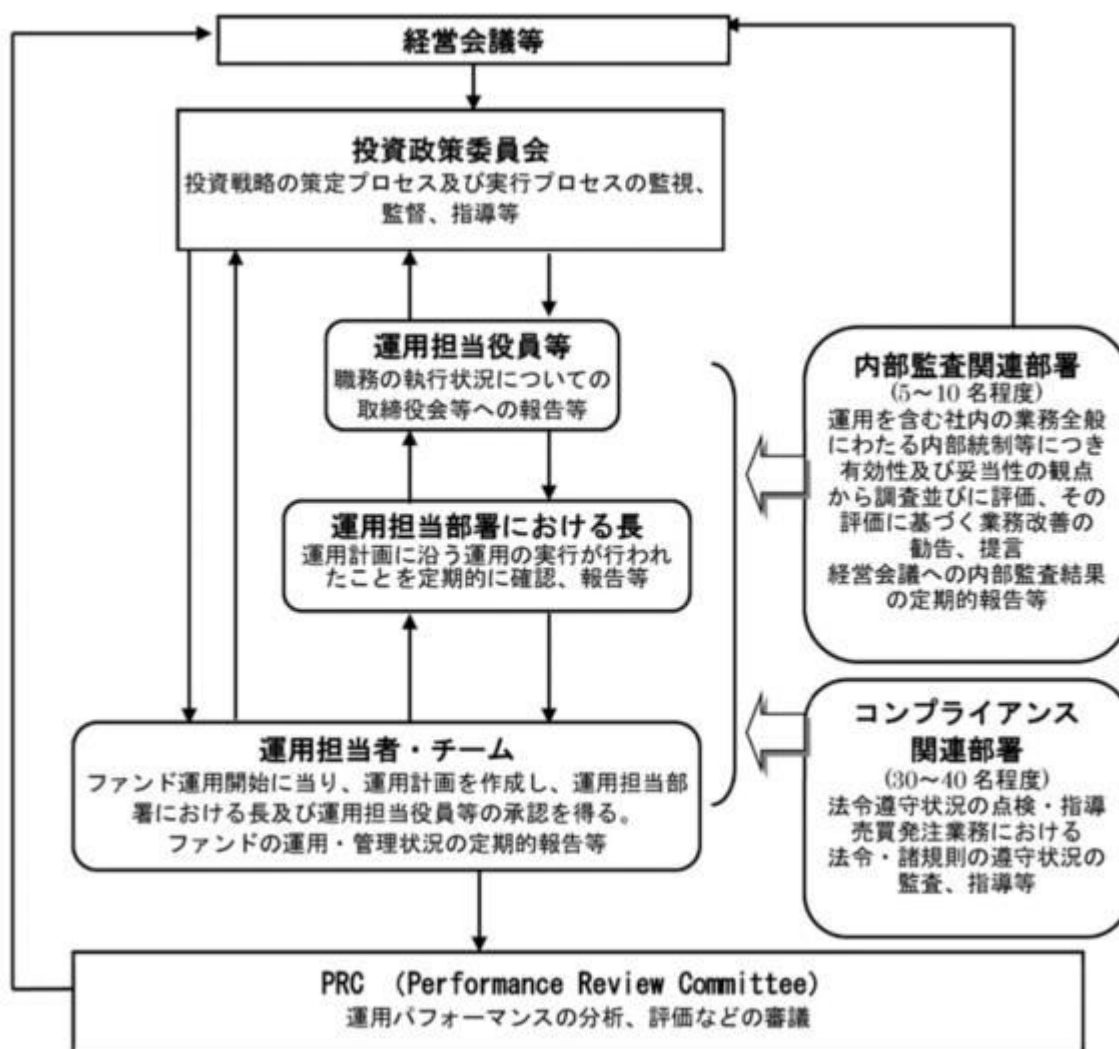 経営会議等
投資政策委員会
投資戦略の策定プロセス及び実行プロセスの監視、
監督、指導等
運用担当役員等
職務の執行状況についての
取締役会等への報告等
運用担当部署における長
運用計画に沿う運用の実行が行われ
たことを定期的に確認、報告等
運用担当者・チーム
ファンド運用開始に当り、運用計画を作成し、運用担当部
署における長及び運用担当役員等の承認を得る。
ファンドの運用・管理状況の定期的報告等
内部監査関連部署
(5～10 名程度)
運用を含む社内の業務全般
にわたる内部統制等につき
有効性及び妥当性の観点
から調査並びに評価、その
評価に基づく業務改善の
勧告、提言
経営会議への内部監査結果
の定期的報告等
コンプライアンス
関連部署
(30～40 名程度)
法令遵守状況の点検・指導
売買発注業務における
法令・諸規則の遵守状況の
監査、指導等
PRC （Performance Review Committee)
運用パフォーマンスの分析、評価などの審議